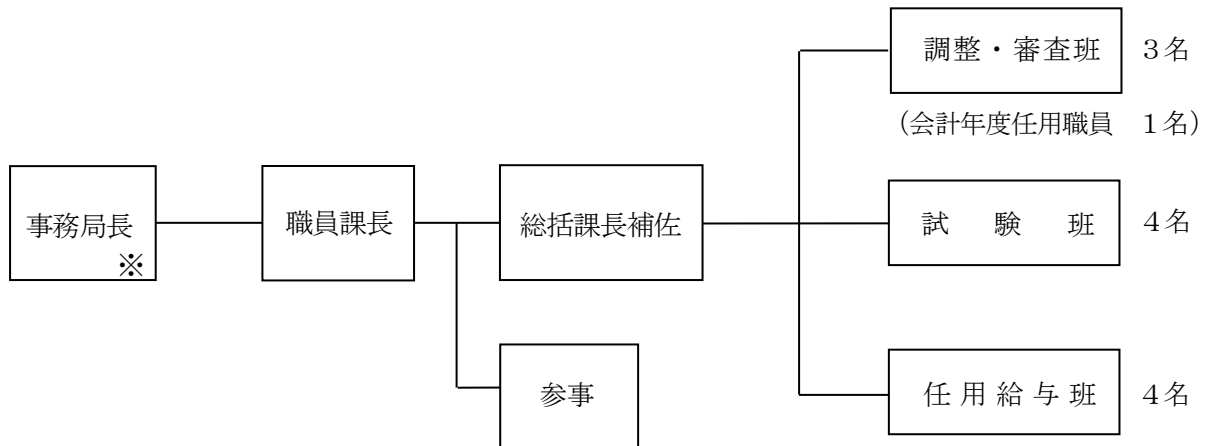 調整・審査班 3名
(会計年度任用職員 1名)
事務局長
※
職員課長
総括課長補佐
試験班 4名
参事
任用給与班 4名